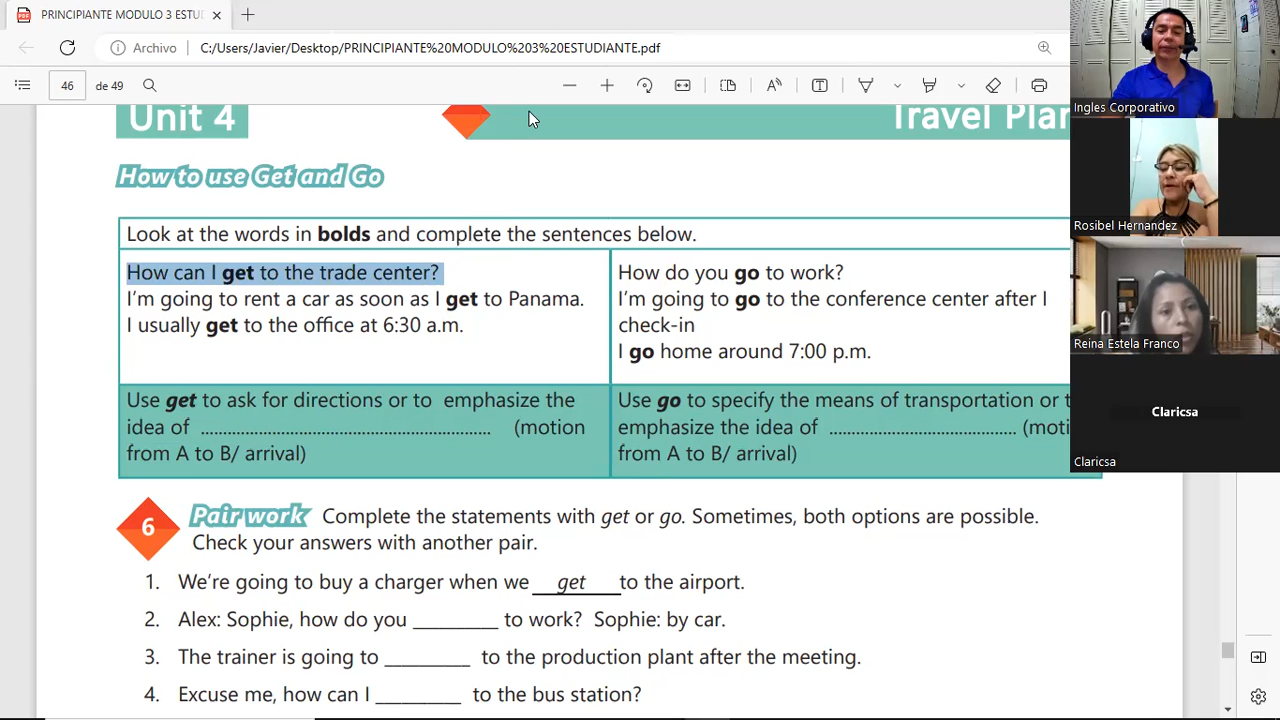 PRINCIPIANTE MODULO 3 ESTU
Archivo
C:/Users/Javier/Desktop/PRINCIPIANTE%20MODULO%203%20ESTUDIANTE.pdf
46 de 49
Unit 4
Travel Plan
How to use Get and Go
Look at the words in bolds and complete the sentences below.
How can I get to the trade center?
I'm going to rent a car as soon as I get to Panama.
I usually get to the office at 6:30 a.m.
How do you go to work?
I'm going to go to the conference center after I
check-in
I go home around 7:00 p.m.
Use get to ask for directions or to emphasize the
idea of ........................................................ (motion
from A to B/ arrival)
Use go to specify the means of transportation or t
emphasize the idea of .................................... (moti
from A to B/ arrival)
6
Pair work Complete the statements with get or go. Sometimes, both options are possible.
Check your answers with another pair.
1. We're going to buy a charger when we get to the airport.
2. Alex: Sophie, how do you _________ to work? Sophie: by car.
3. The trainer is going to _________ to the production plant after the meeting.
4. Excuse me, how can I _________ to the bus station?
Ingles Corporativo
Rosibel Hernandez
Reina Estela Franco
Claricsa
Claricsa